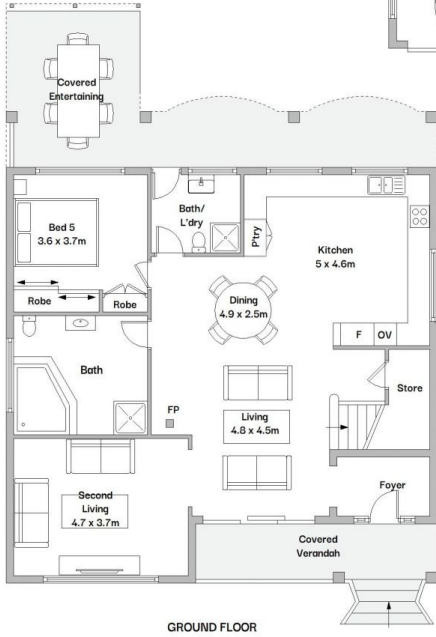 Covered
Entertaining
Bed 5
3.6 x 3.7m
Bath/
L'dry
P'try
Kitchen
5 x 4.6m
Robe
Robe
Dining
4.9 x 2.5m
F
OV
Bath
FP
Living
4.8 x 4.5m
Store
Second
Living
4.7 x 3.7m
Foyer
Covered
Verandah
GROUND FLOOR